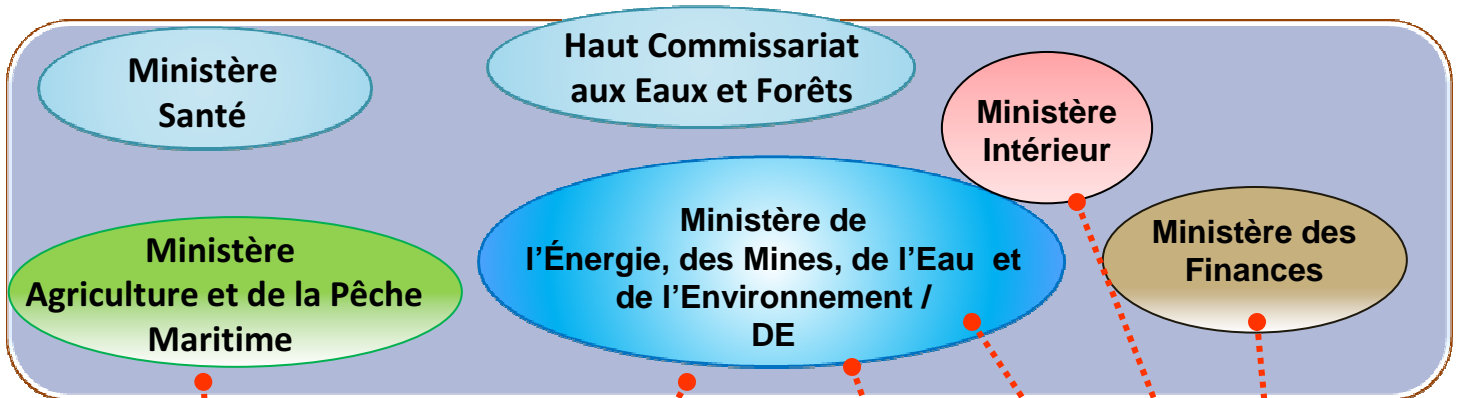 Ministère
Santé
Haut Commissariat
aux Eaux et Forêts
Ministère
Intérieur
Ministère
Agriculture et de la Pêche
Maritime
Ministère de
l’Énergie, des Mines, de l’Eau et
de l’Environnement /
DE
Ministère des
Finances